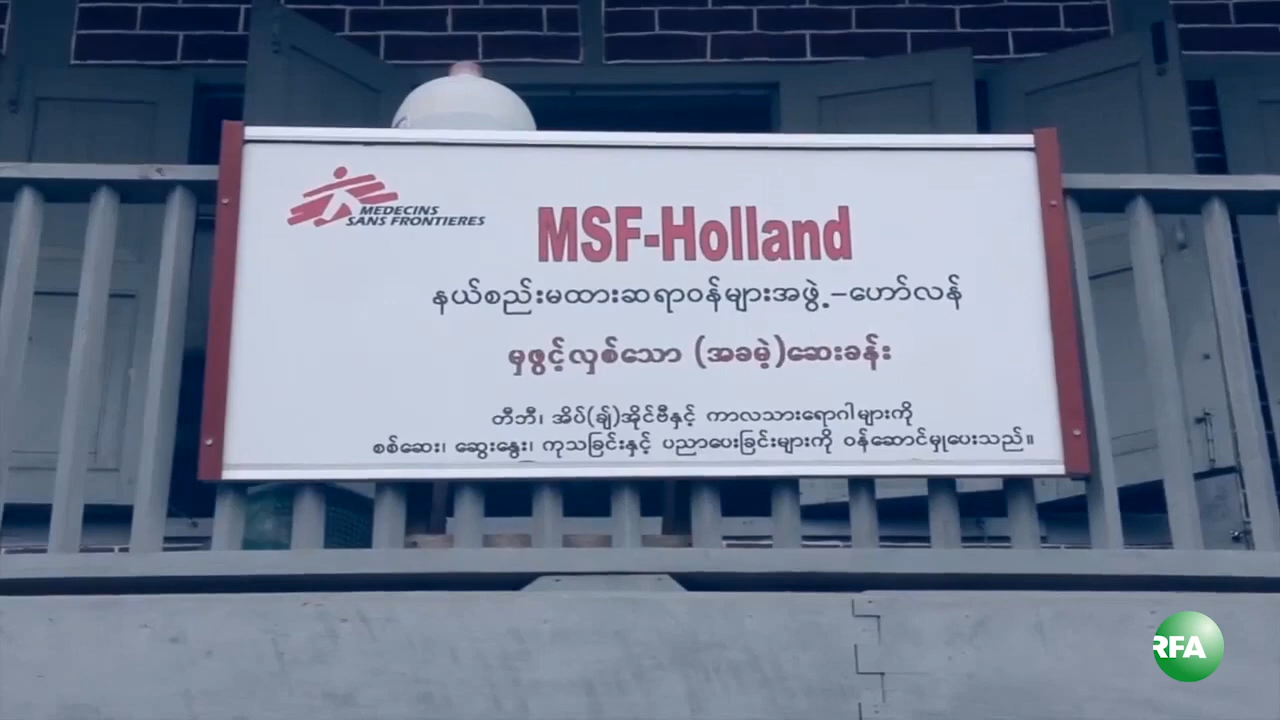 MEDECINS
SANS FRONTIERES
MSF-Holland
နယ်စည်းမထားဆရာဝန်များအဖွဲ့-ဟော်လန်
မှဖွင့်လှစ်သော (အခမဲ့)ဆေးခန်း
တီဘီ၊ အိပ်(ချ်)အိုင်ဗီနှင့် ကာလသားရောဂါများကို
စစ်ဆေး၊ ဆွေးနွေး၊ ကုသခြင်းနှင့် ပညာပေးခြင်းများကို ဝန်ဆောင်မှုပေးသည်။
RFA